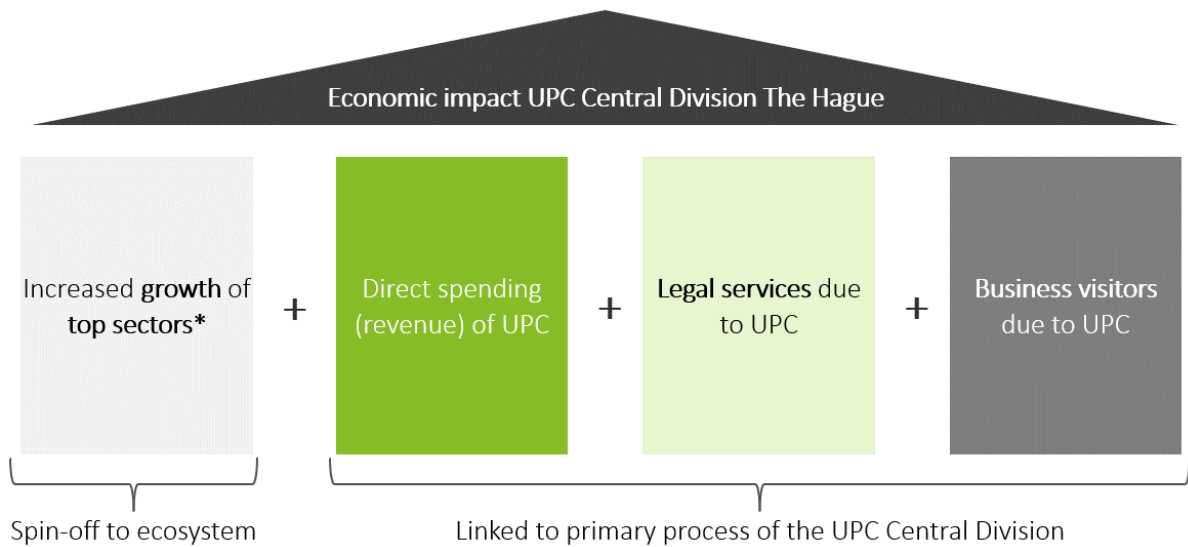 Economic impact UPC Central Division The Hague
Increased growth of
top sectors*
+
Direct spending
(revenue) of UPC
+
Legal services due
to UPC
+
Business visitors
due to UPC
Spin-off to ecosystem
Linked to primary process of the UPC Central Division